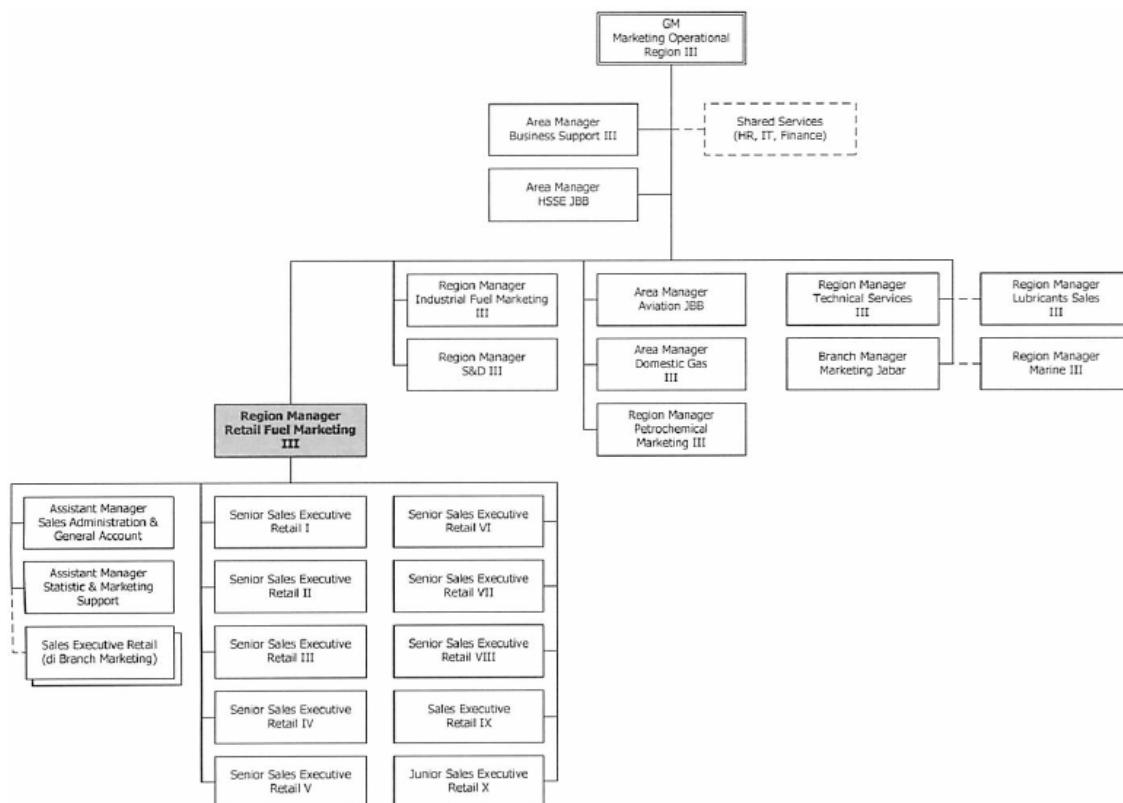 GM
Marketing Operational
Region III
Area Manager
Business Support III
Shared Services
(HR, IT, Finance)
Area Manager
HSSE JBB
Region Manager
Industrial Fuel Marketing
III
Area Manager
Aviation JBB
Region Manager
Technical Services
III
Region Manager
Lubricants Sales
III
Region Manager
S&D III
Area Manager
Domestic Gas
III
Branch Manager
Marketing Jabar
Region Manager
Marine III
Region Manager
Retail Fuel Marketing
III
Region Manager
Petrochemical
Marketing III
Assistant Manager
Sales Administration &
General Account
Senior Sales Executive
Retail I
Senior Sales Executive
Retail VI
Assistant Manager
Statistic & Marketing
Support
Senior Sales Executive
Retail II
Senior Sales Executive
Retail VII
Sales Executive Retail
(di Branch Marketing)
Senior Sales Executive
Retail III
Senior Sales Executive
Retail VIII
Senior Sales Executive
Retail IV
Sales Executive
Retail IX
Senior Sales Executive
Retail V
Junior Sales Executive
Retail X